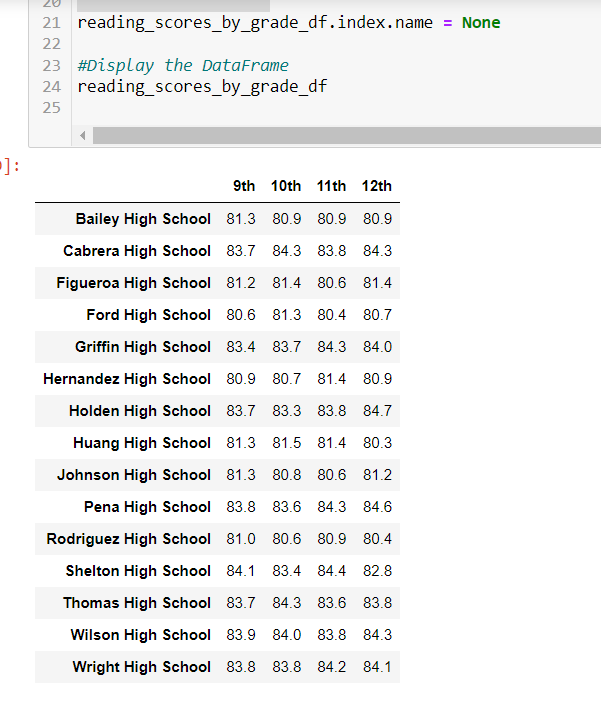 20
21 reading_scores_by_grade_df.index.name = None
22
23 #Display the DataFrame
24 reading_scores_by_grade_df
25
]:
9th 10th 11th 12th
Bailey High School 81.3 80.9 80.9 80.9
Cabrera High School 83.7 84.3 83.8 84.3
Figueroa High School 81.2 81.4 80.6 81.4
Ford High School 80.6 81.3 80.4 80.7
Griffin High School 83.4 83.7 84.3 84.0
Hernandez High School 80.9 80.7 81.4 80.9
Holden High School 83.7 83.3 83.8 84.7
Huang High School 81.3 81.5 81.4 80.3
Johnson High School 81.3 80.8 80.6 81.2
Pena High School 83.8 83.6 84.3 84.6
Rodriguez High School 81.0 80.6 80.9 80.4
Shelton High School 84.1 83.4 84.4 82.8
Thomas High School 83.7 84.3 83.6 83.8
Wilson High School 83.9 84.0 83.8 84.3
Wright High School 83.8 83.8 84.2 84.1